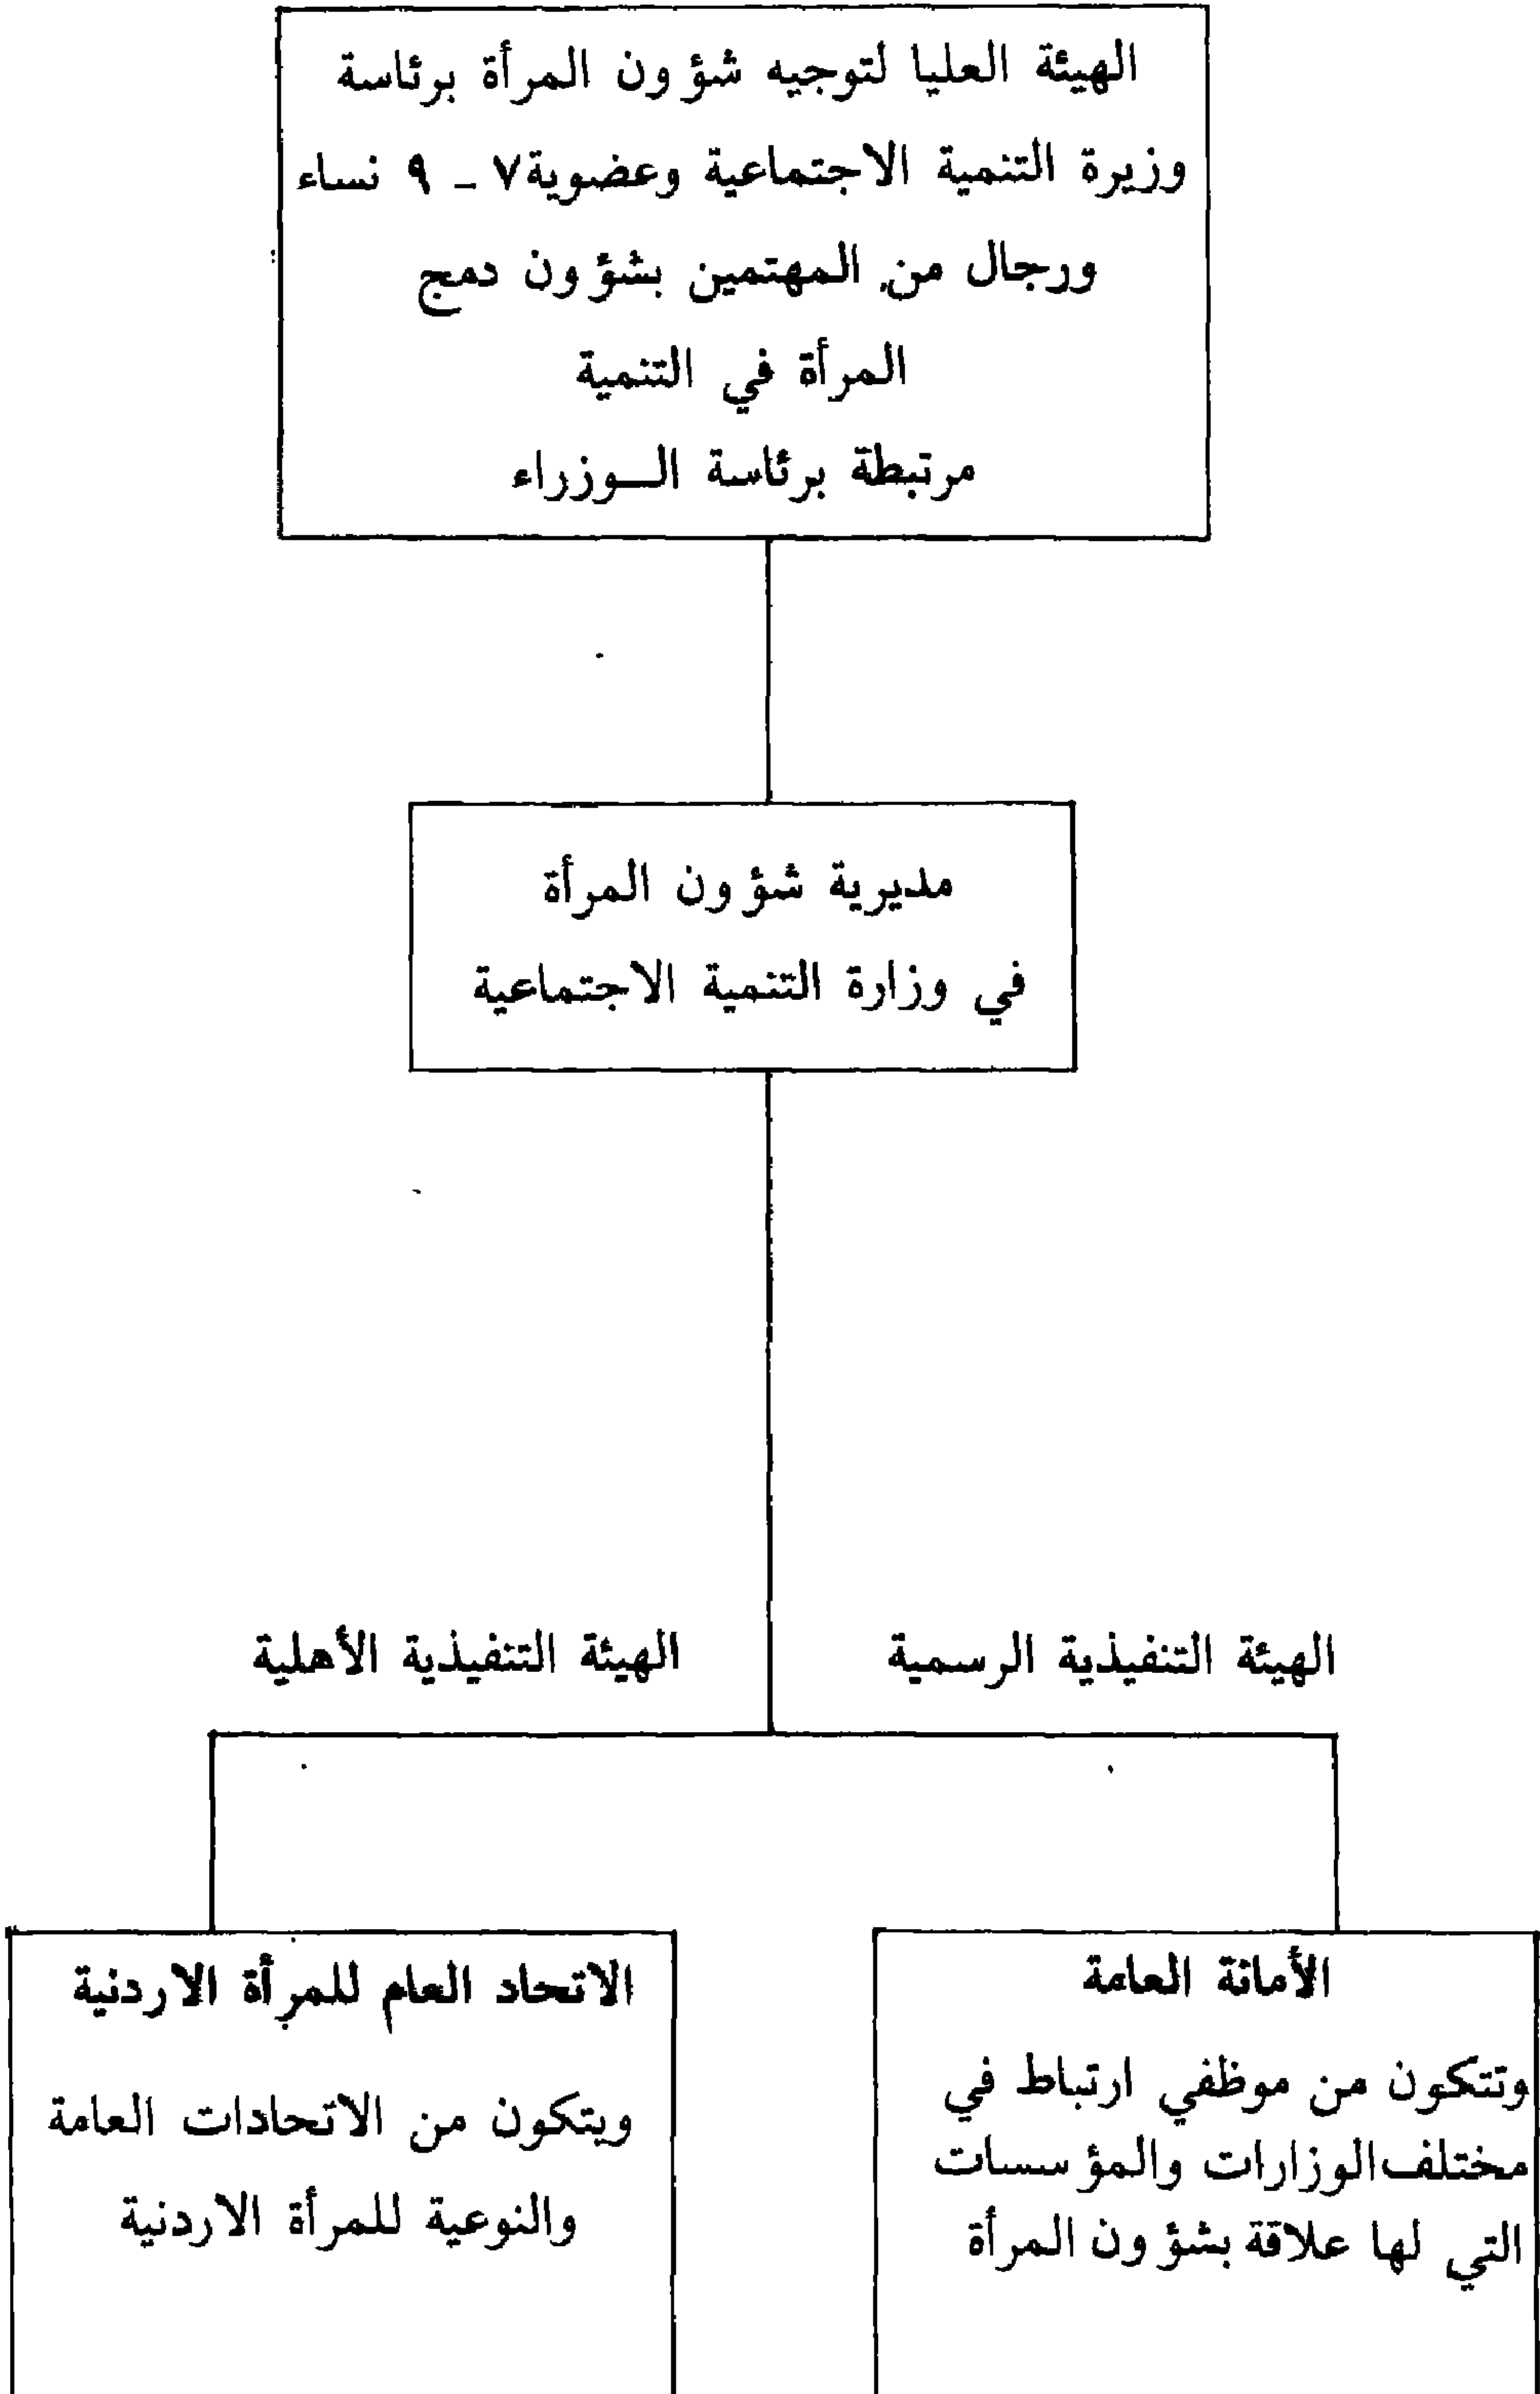 الهيئة العليا لتوجيه شؤون المرأة برئاسة
وزيرة التنمية الاجتماعية وعضوية ٧ ـ ٩ نساء
ورجال من المهتمين بشؤون دمج
المرأة في التنمية
مرتبطة برئاسة الــوزراء
مديرية شؤون المرأة
في وزارة التنمية الاجتماعية
الهيئة التنفيذية الرسمية
الهيئة التنفيذية الأهلية
الأمانة العامة
وتتكون من موظفي ارتباط في
مختلف الوزارات والمؤسسات
التي لها علاقة بشؤون المرأة
الاتحاد العام للمرأة الاردنية
ويتكون من الاتحادات العامة
والنوعية للمرأة الاردنية